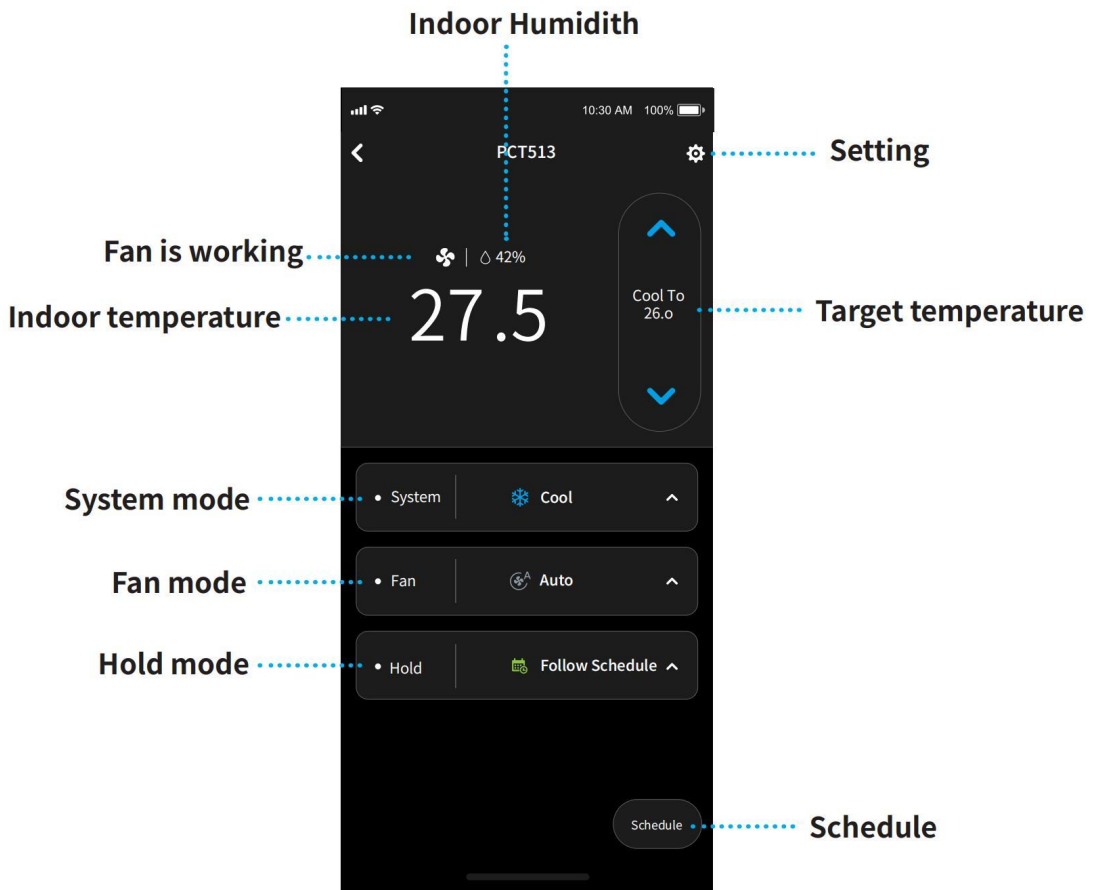 Indoor Humidith
10:30 AM 100%
PCT513
Setting
Fan is working
42%
Indoor temperature
27.5
Cool To
26.o
Target temperature
System mode
System
Cool
Fan mode
Fan
A
Auto
Hold mode
Hold
Follow Schedule
Schedule
Schedule